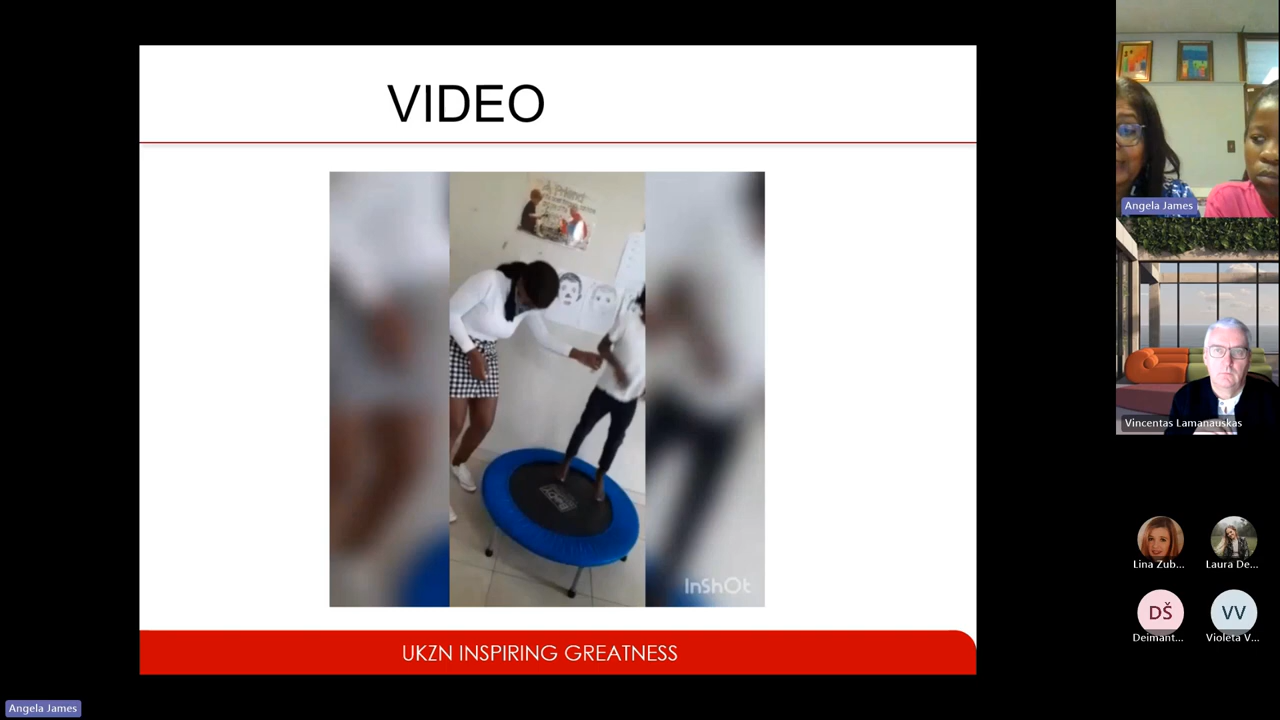 VIDEO
A Friend
InShOt
UKZN INSPIRING GREATNESS
Angela James
Vincentas Lamanauskas
Lina Zub...
Laura De...
DŠ
VV
Deimant...
Violeta V...
Angela James